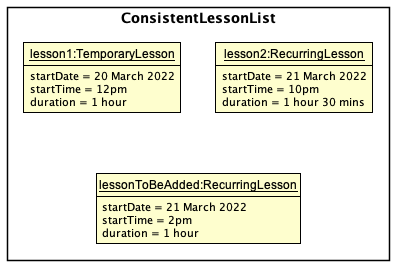 ConsistentLessonList
lesson1:TemporaryLesson
startDate = 20 March 2022
startTime = 12pm
duration = 1 hour
lesson2:RecurringLesson
startDate = 21 March 2022
startTime = 10pm
duration = 1 hour 30 mins
lessonToBeAdded:RecurringLesson
startDate = 21 March 2022
startTime = 2pm
duration = 1 hour